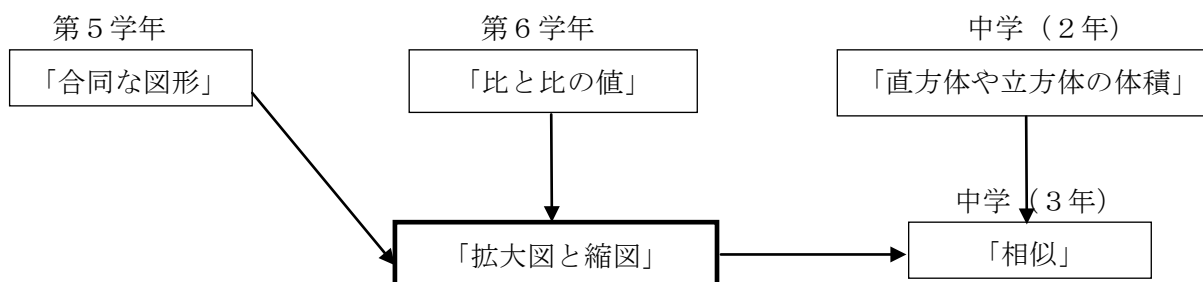 第５学年　第６学年　中学（２年）
「合同な図形」　「比と比の値」　「直方体や立方体の体積」
中学（３年）
「拡大図と縮図」　「相似」